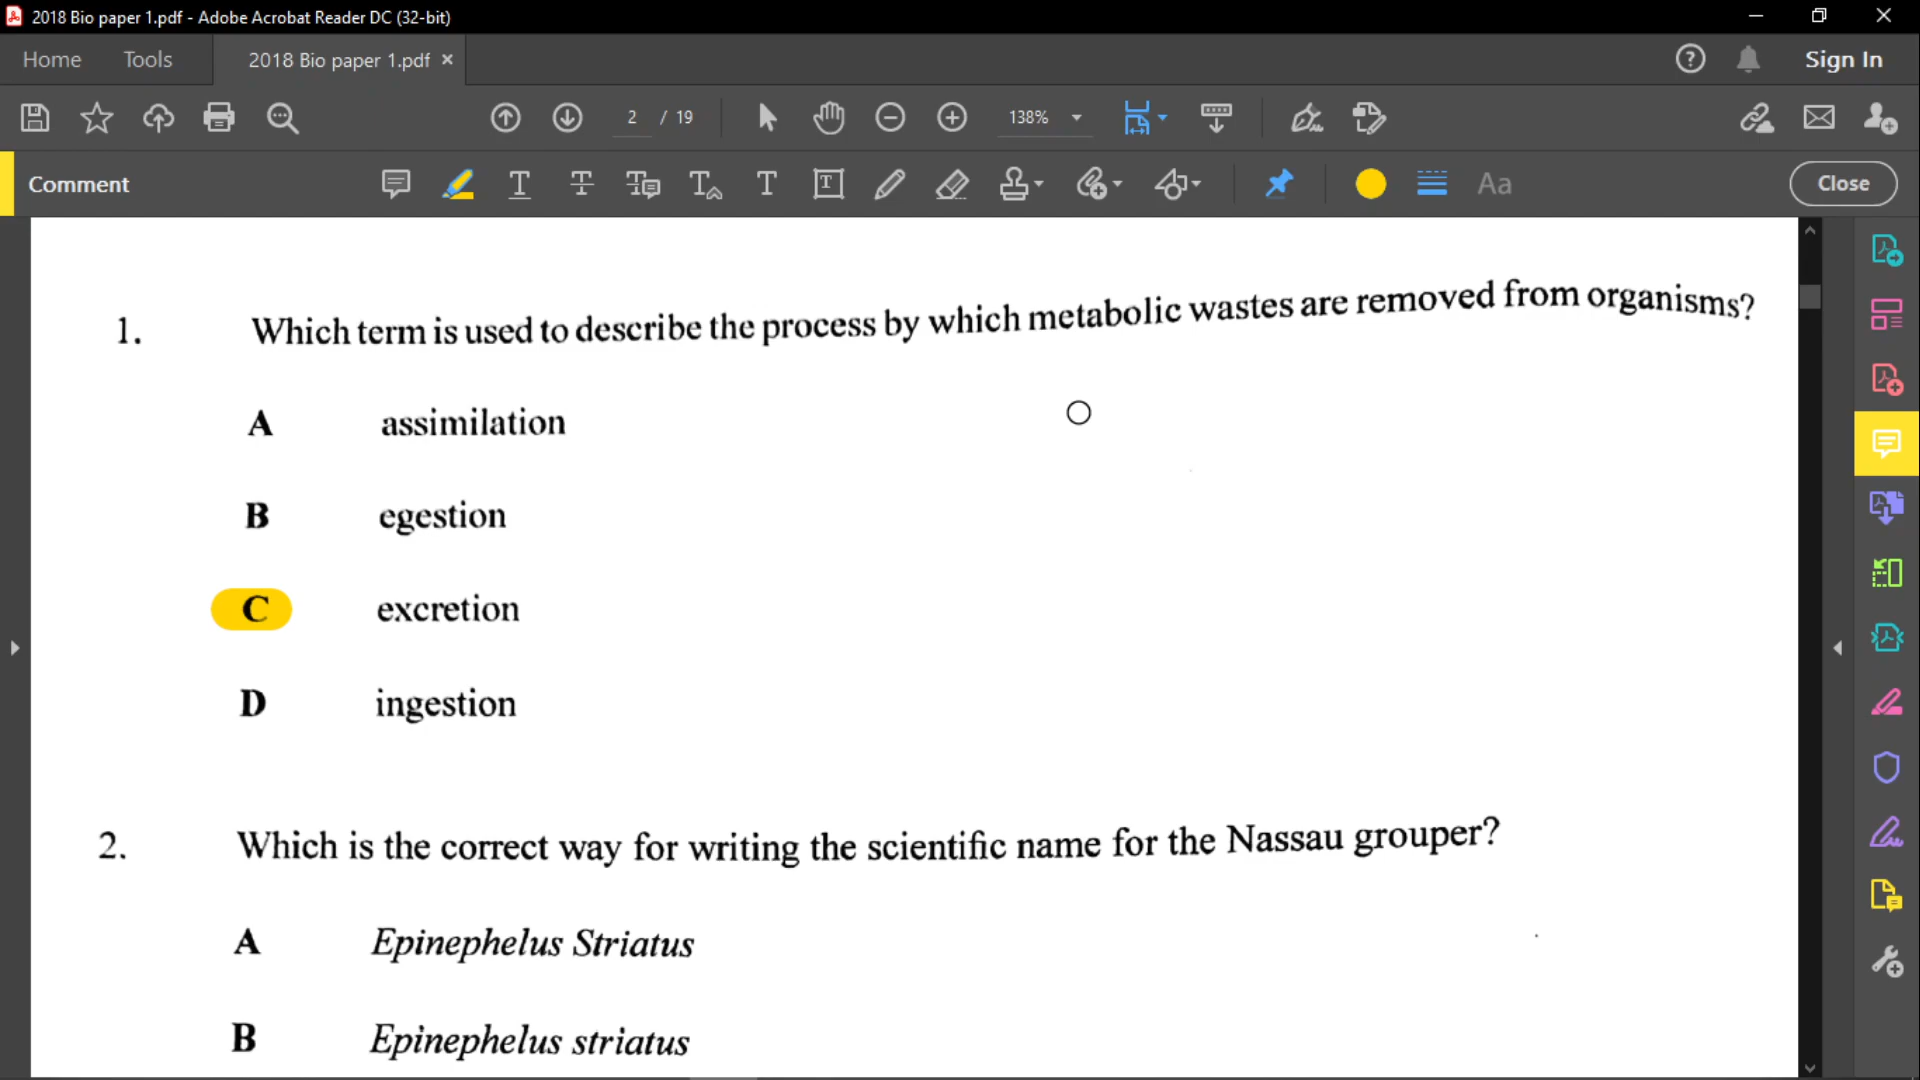 2018 Bio paper 1.pdf - Adobe Acrobat Reader DC (32-bit)
Home Tools 2018 Bio paper 1.pdf × Sign In
2 / 19 138%
Comment Aa Close
1. Which term is used to describe the process by which metabolic wastes are removed from organisms?
A assimilation
B egestion
C excretion
D ingestion
2. Which is the correct way for writing the scientific name for the Nassau grouper?
A Epinephelus Striatus
B Epinephelus striatus